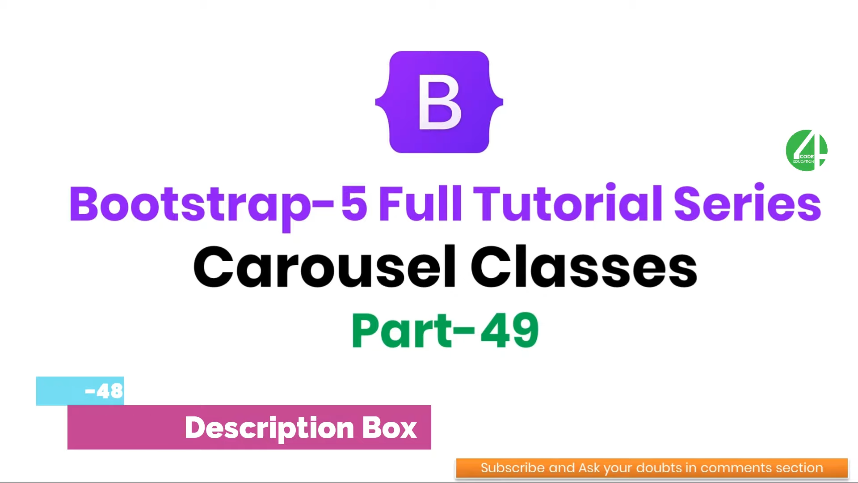 B
4
CODE
Bootstrap-5 Full Tutorial Series
Carousel Classes
Part-49
-48
Description Box
Subscribe and Ask your doubts in comments section